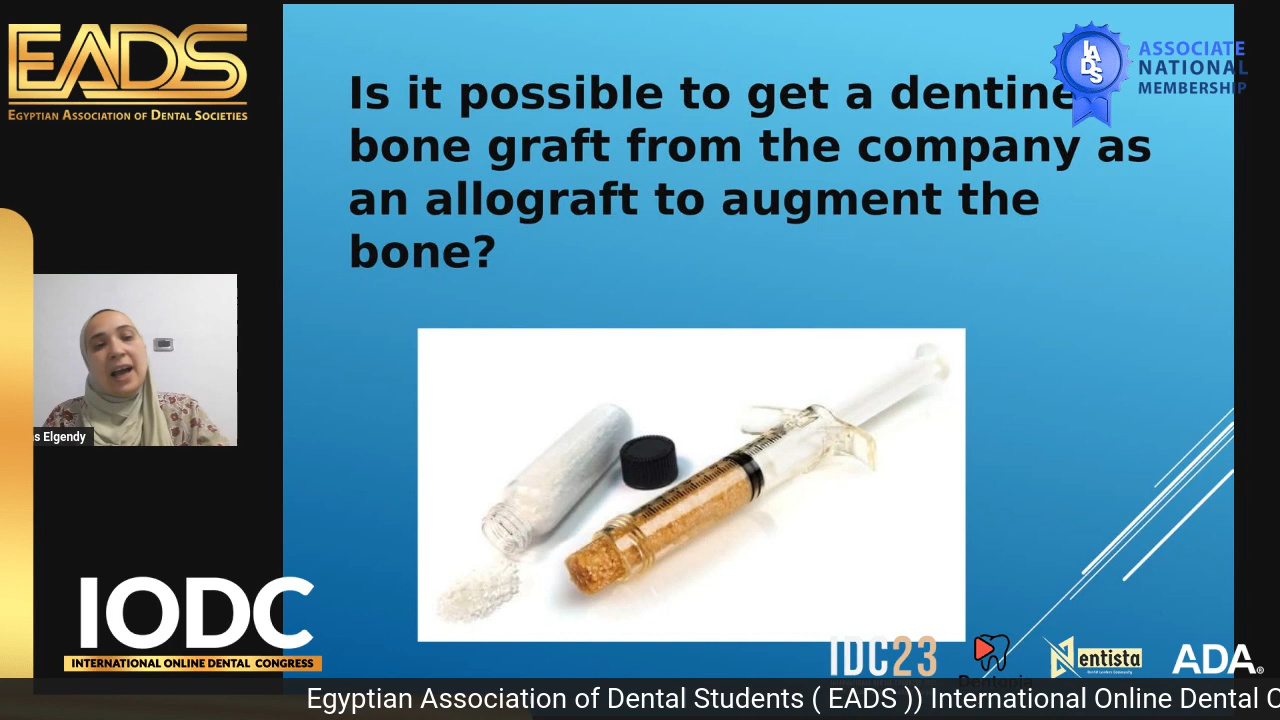 EADS
EGYPTIAN ASSOCIATION OF DENTAL SOCIETIES
IADS
ASSOCIATE
NATIONAL
MEMBERSHIP
Is it possible to get a dentine
bone graft from the company as
an allograft to augment the
bone?
s Elgendy
IODC
INTERNATIONAL ONLINE DENTAL CONGRESS
IDC23
Dentista
ADA®
Egyptian Association of Dental Students ( EADS )) International Online Dental C